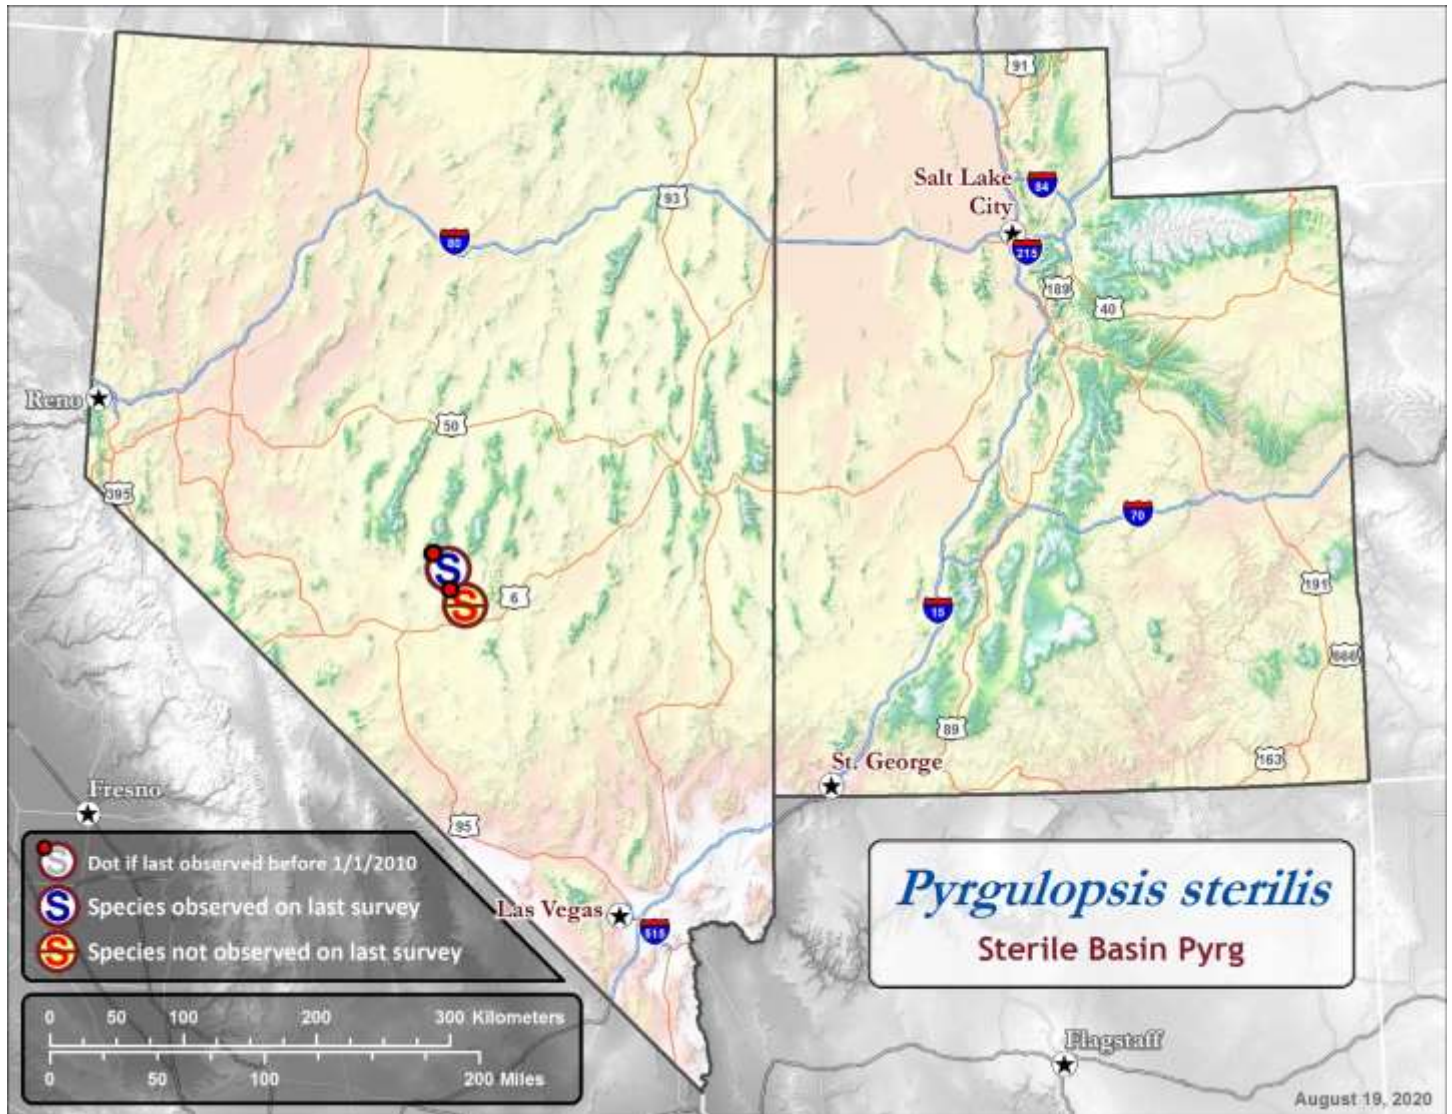 91
Salt Lake
City
84
93
80
215
189
40
Reno
50
395
70
6
191
15
666
89
163
St. George
Fresno
95
Dot if last observed before 1/1/2010
S
Species observed on last survey
S
Species not observed on last survey
Las Vegas
515
Pyrgulopsis sterilis
Sterile Basin Pyrg
0 50 100 200 300 Kilometers
0 50 100 200 Miles
Flagstaff
August 19, 2020
S
S
S